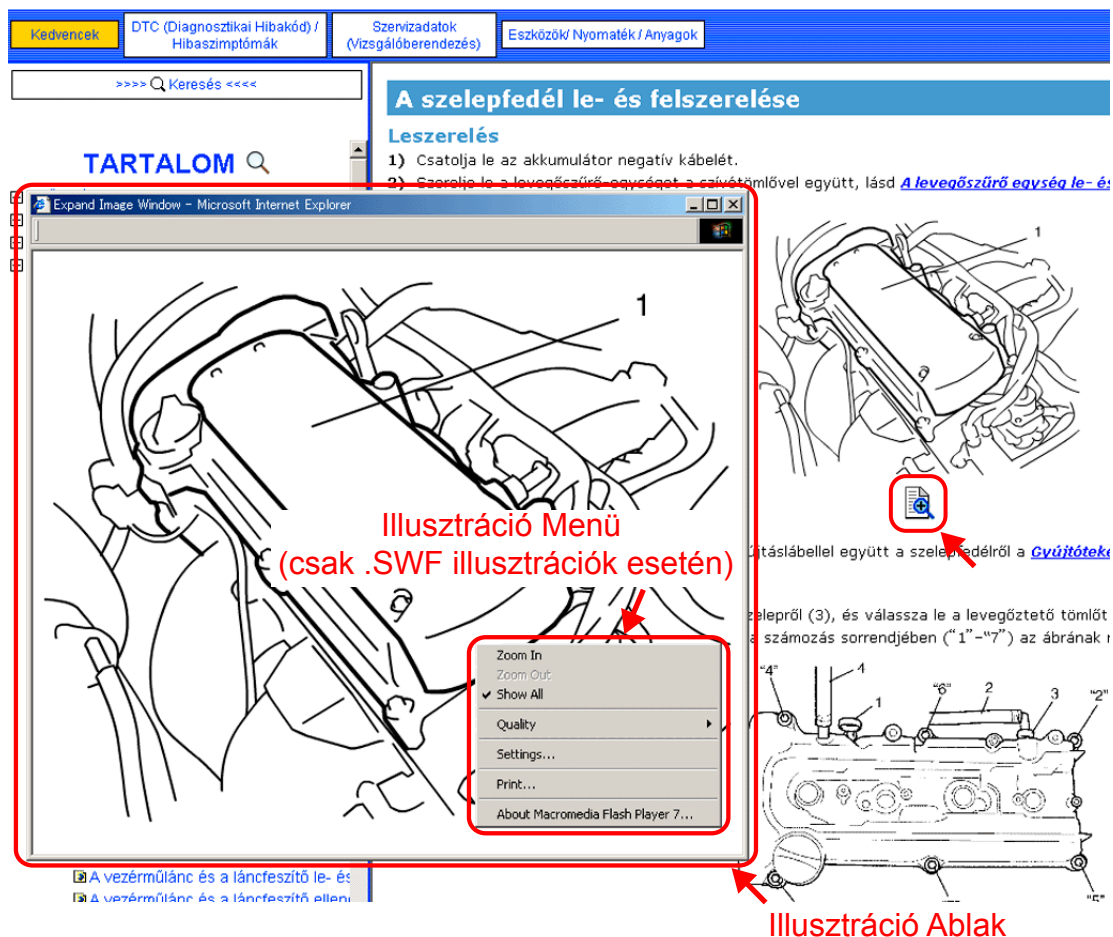 Kedvencek
DTC (Diagnosztikai Hibakód) /
Hibaszimptómák
Szervizadatok
(Vizsgálóberendezés)
Eszközök/ Nyomaték / Anyagok
>>>> Keresés <<<<
TARTALOM
A szelepfedél le- és felszerelése
Leszerelés
1) Csatolja le az akkumulátor negatív kábelét.
2) Szerelje le a levegőszűrő-egységet a szívótömlővel együtt, lásd A levegőszűrő egység le- és
Expand Image Window - Microsoft Internet Explorer
1
1
Illusztráció Menü
(csak .SWF illusztrációk esetén)
újtáslábellel együtt a szelepfedélről a Gyújtóteke
zelepről (3), és válassza le a levegőztető tömlőt
a számozás sorrendjében ("1"-"7") az ábrának
Zoom In
Zoom Out
Show All
Quality
Settings...
Print...
About Macromedia Flash Player 7...
"4"
4
1
"6"
2
3
"2"
"5"
A vezérműlánc és a láncfeszítő le- és
A vezérműlánc és a láncfeszítő ellen
Illusztráció Ablak